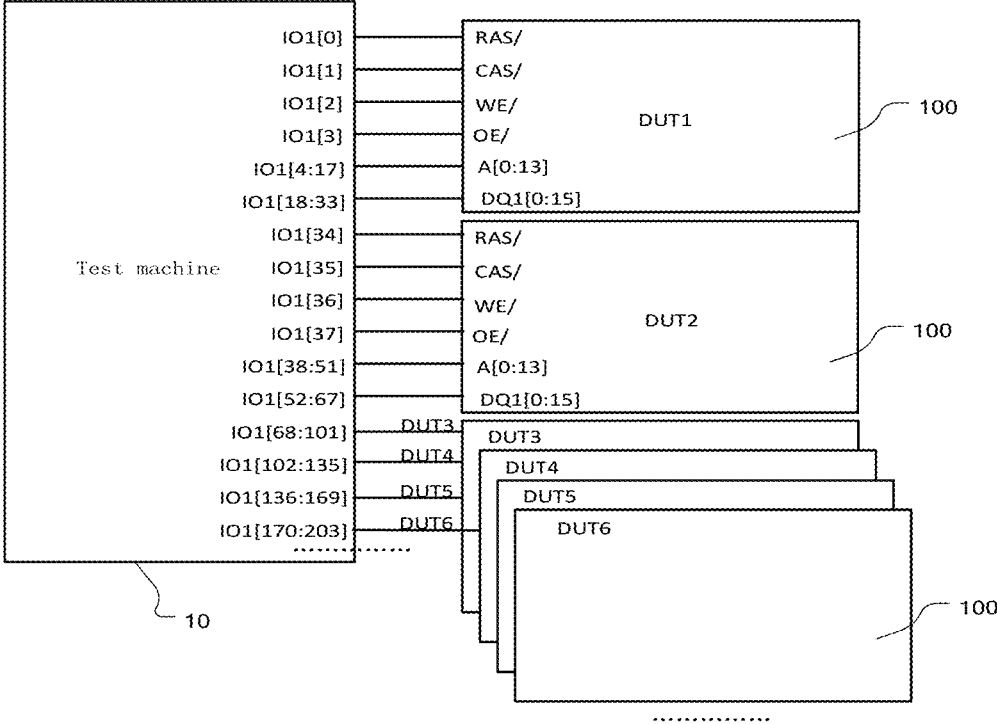 IO1[0] RAS/
IO1[1] CAS/
IO1[2] WE/
IO1[3] OE/
DUT1
100
IO1[4:17] A[0:13]
IO1[18:33] DQ1[0:15]
IO1[34] RAS/
Test machine
IO1[35] CAS/
IO1[36] WE/
DUT2
IO1[37] OE/
100
IO1[38:51] A[0:13]
IO1[52:67] DQ1[0:15]
IO1[68:101] DUT3 DUT3
IO1[102:135] DUT4 DUT4
IO1[136:169] DUT5 DUT5
IO1[170:203] DUT6 DUT6
10
100